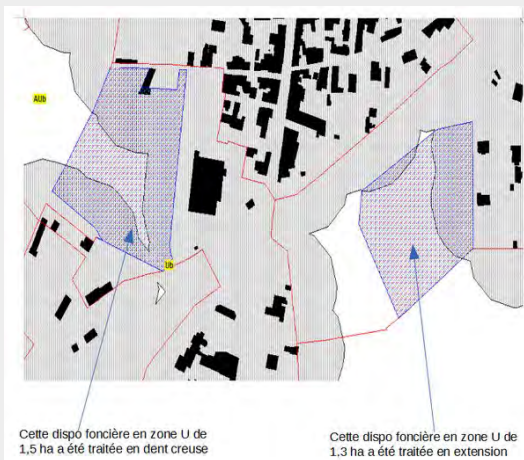 AUb
Ub
Cette dispo foncière en zone U de
1,5 ha a été traitée en dent creuse
Cette dispo foncière en zone U de
1,3 ha a été traitée en extension